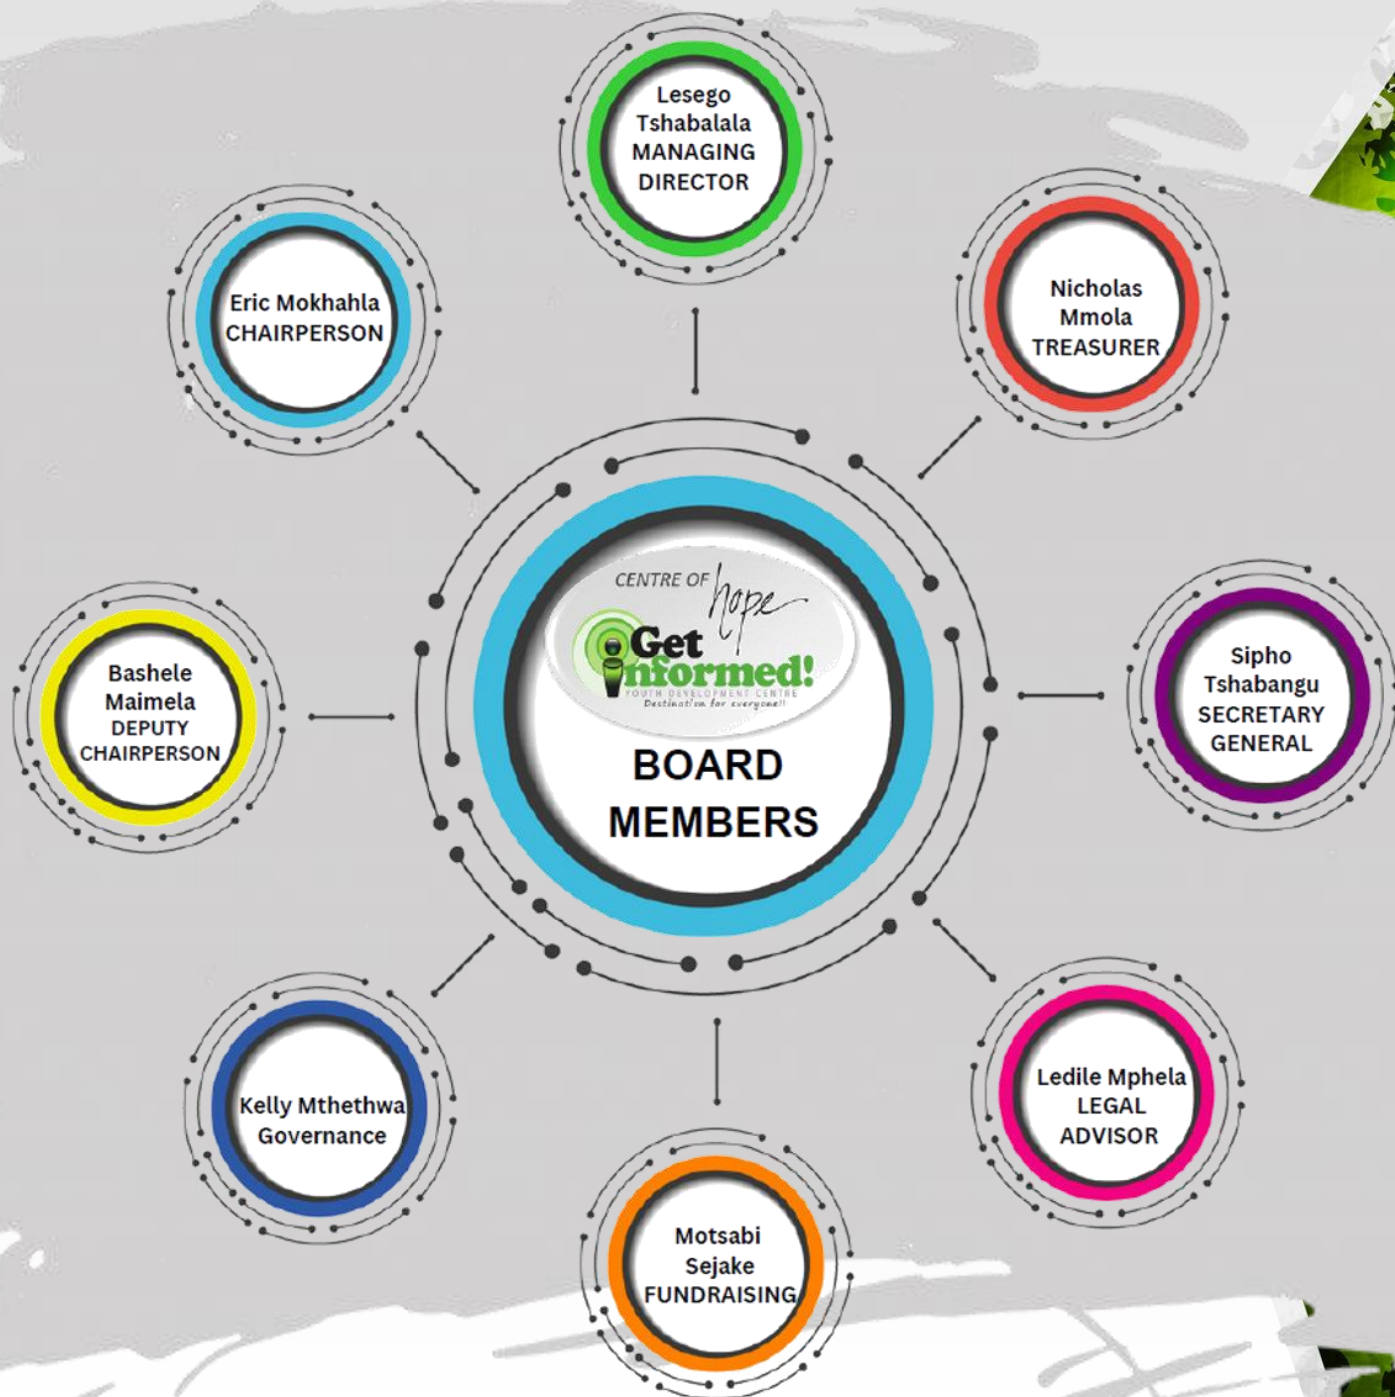 Lesego
Tshabalala
MANAGING
DIRECTOR
Eric Mokhahla
CHAIRPERSON
Nicholas
Mmola
TREASURER
CENTRE OF hope
Get
informed!
YOUTH DEVELOPMENT CENTRE
Destination for everyone!!
BOARD
MEMBERS
Bashele
Maimela
DEPUTY
CHAIRPERSON
Sipho
Tshabangu
SECRETARY
GENERAL
Kelly Mthethwa
Governance
Ledile Mphela
LEGAL
ADVISOR
Motsabi
Sejake
FUNDRAISING